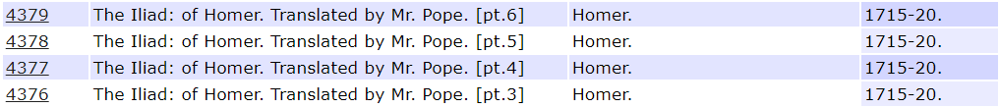 4379 The Iliad: of Homer. Translated by Mr. Pope. [pt.6] Homer. 1715-20.
4378 The Iliad: of Homer. Translated by Mr. Pope. [pt.5] Homer. 1715-20.
4377 The Iliad: of Homer. Translated by Mr. Pope. [pt.4] Homer. 1715-20.
4376 The Iliad: of Homer. Translated by Mr. Pope. [pt.3] Homer. 1715-20.